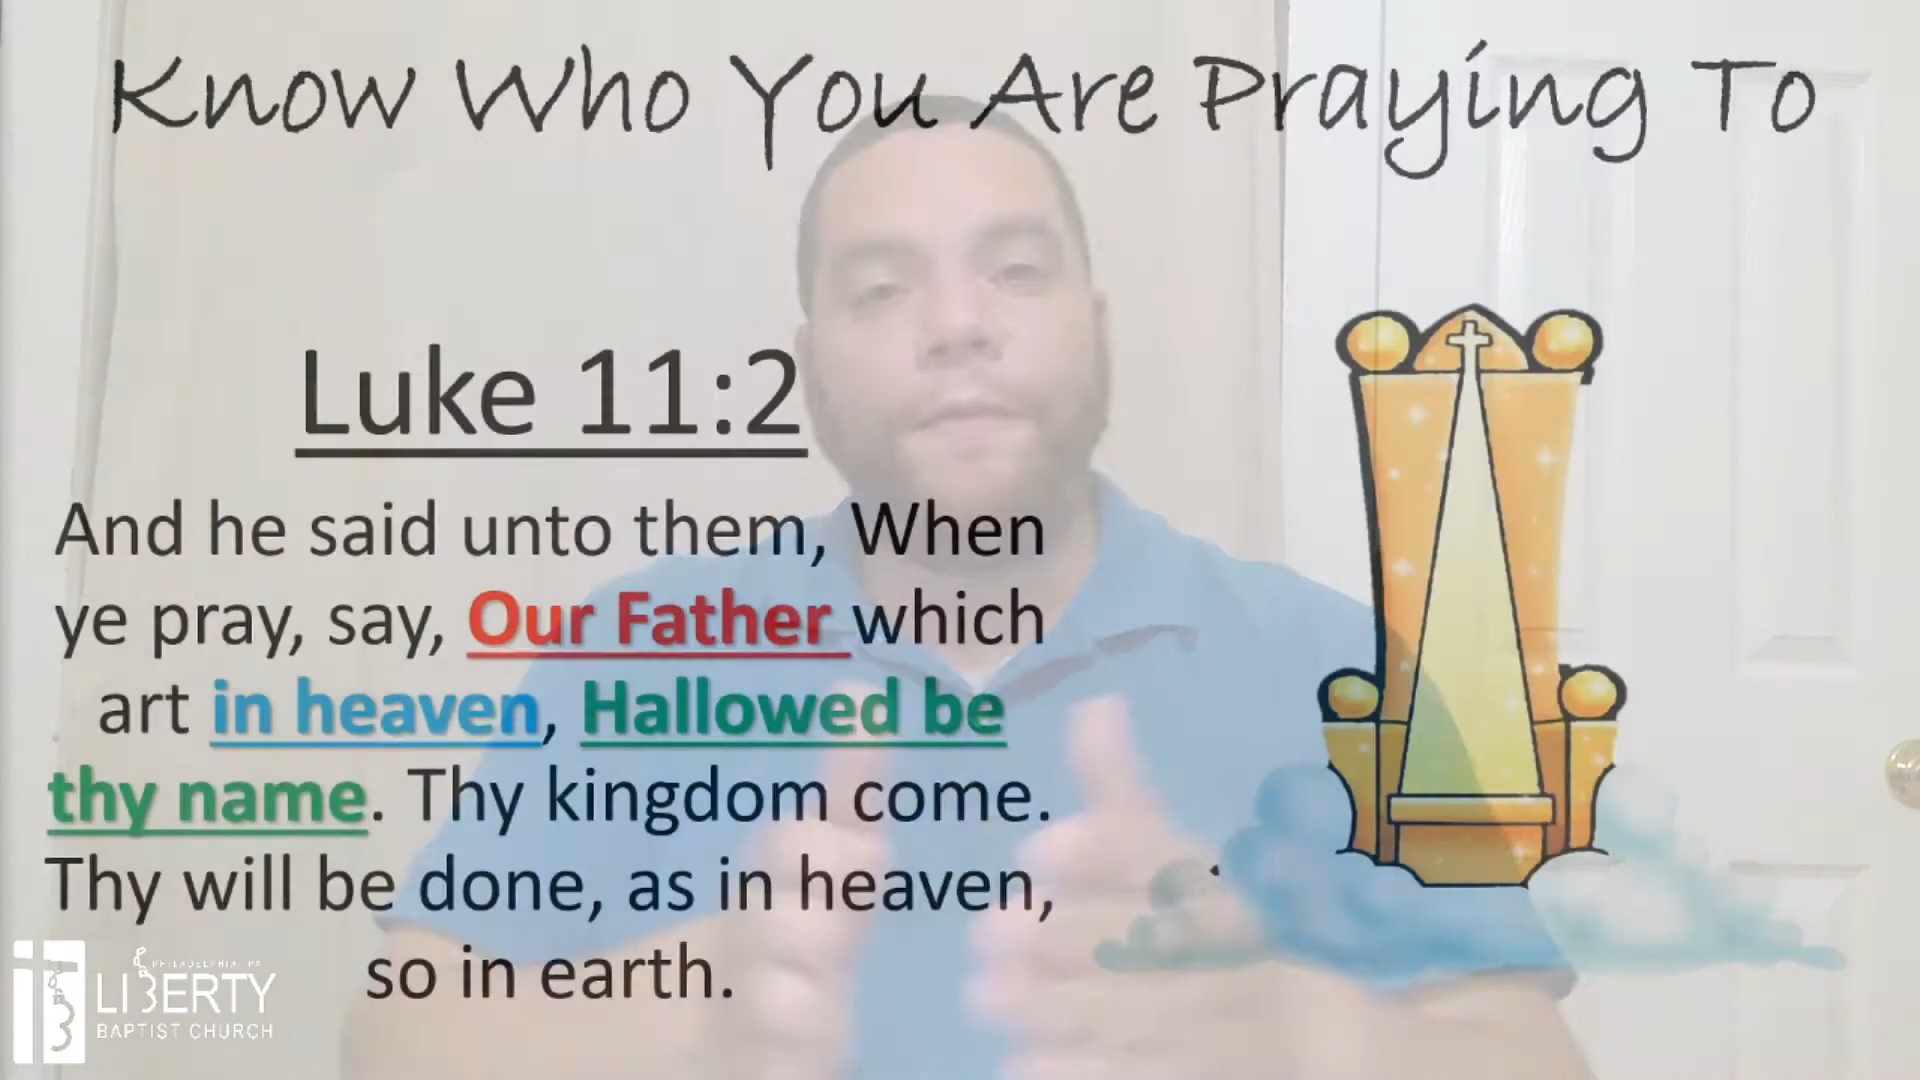 Know Who You Are Praying To
Luke 11:2
And he said unto them, When
ye pray, say, Our Father which
art in heaven, Hallowed be
thy name. Thy kingdom come.
Thy will be done, as in heaven,
so in earth.
PHILADELPHIA, PA
LIBERTY
BAPTIST CHURCH